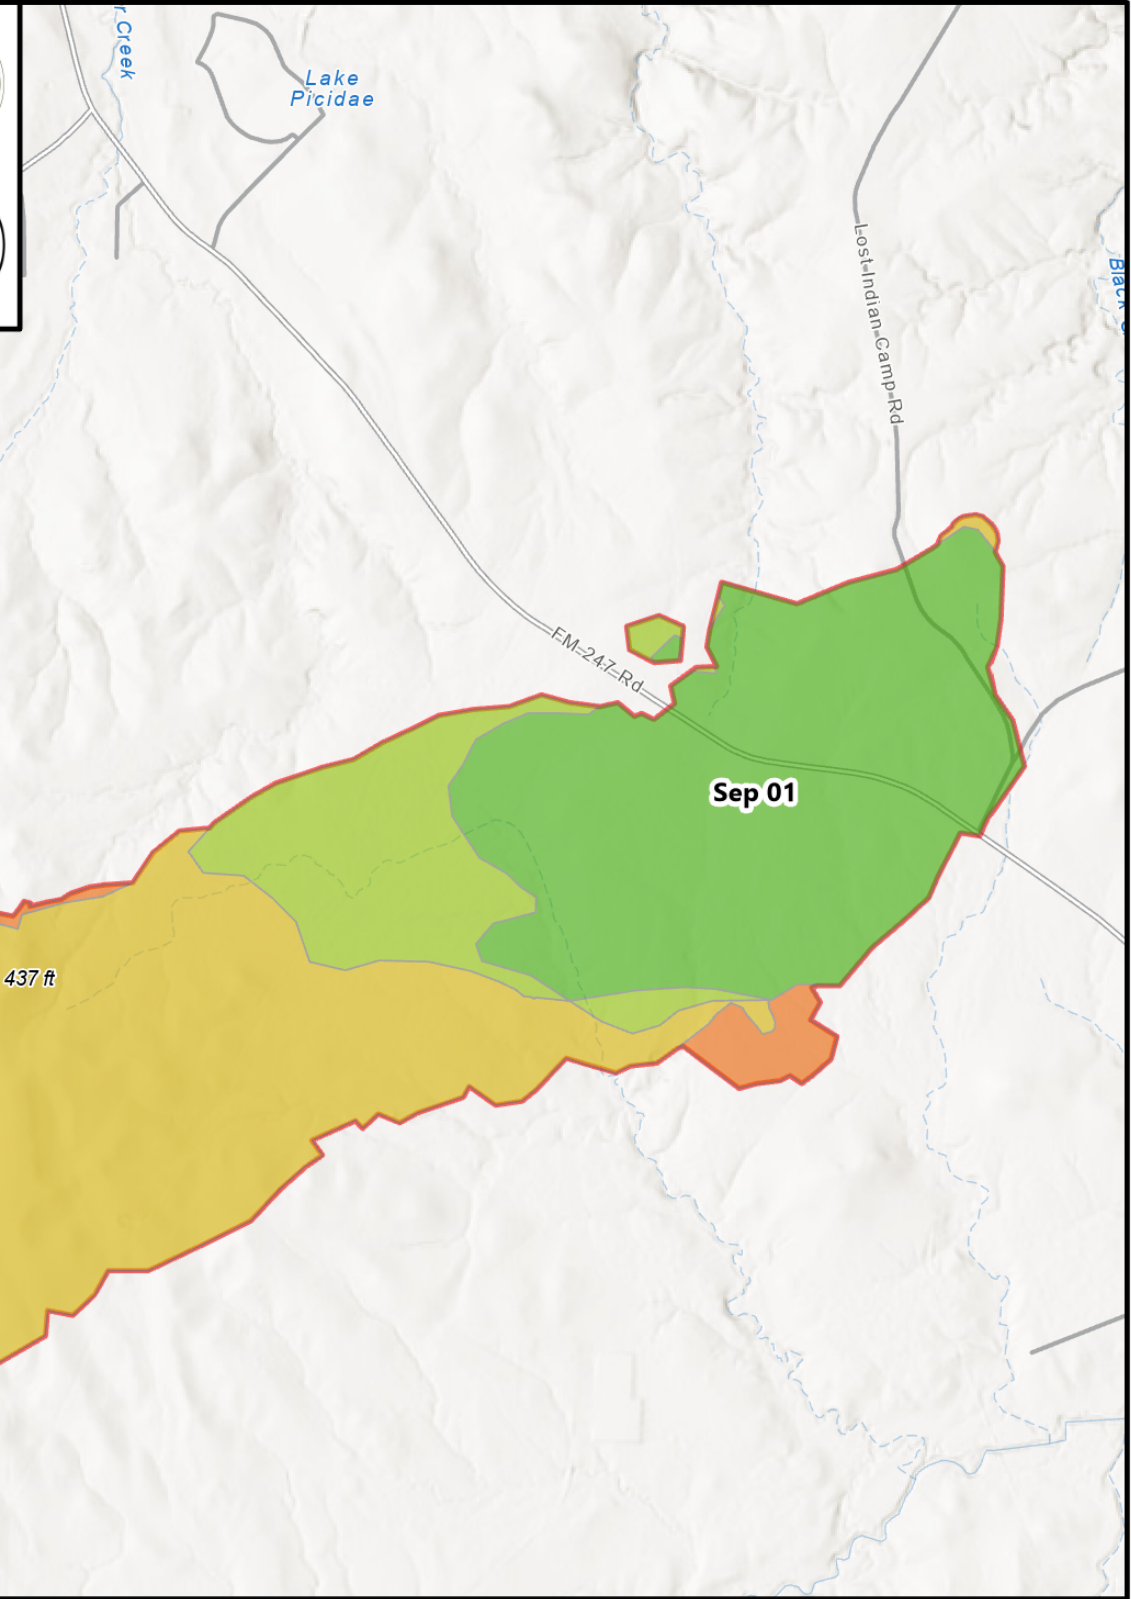 r Creek
Lake
Picidae
Lost Indian Camp Rd
FM 247 Rd
Sep 01
437 ft